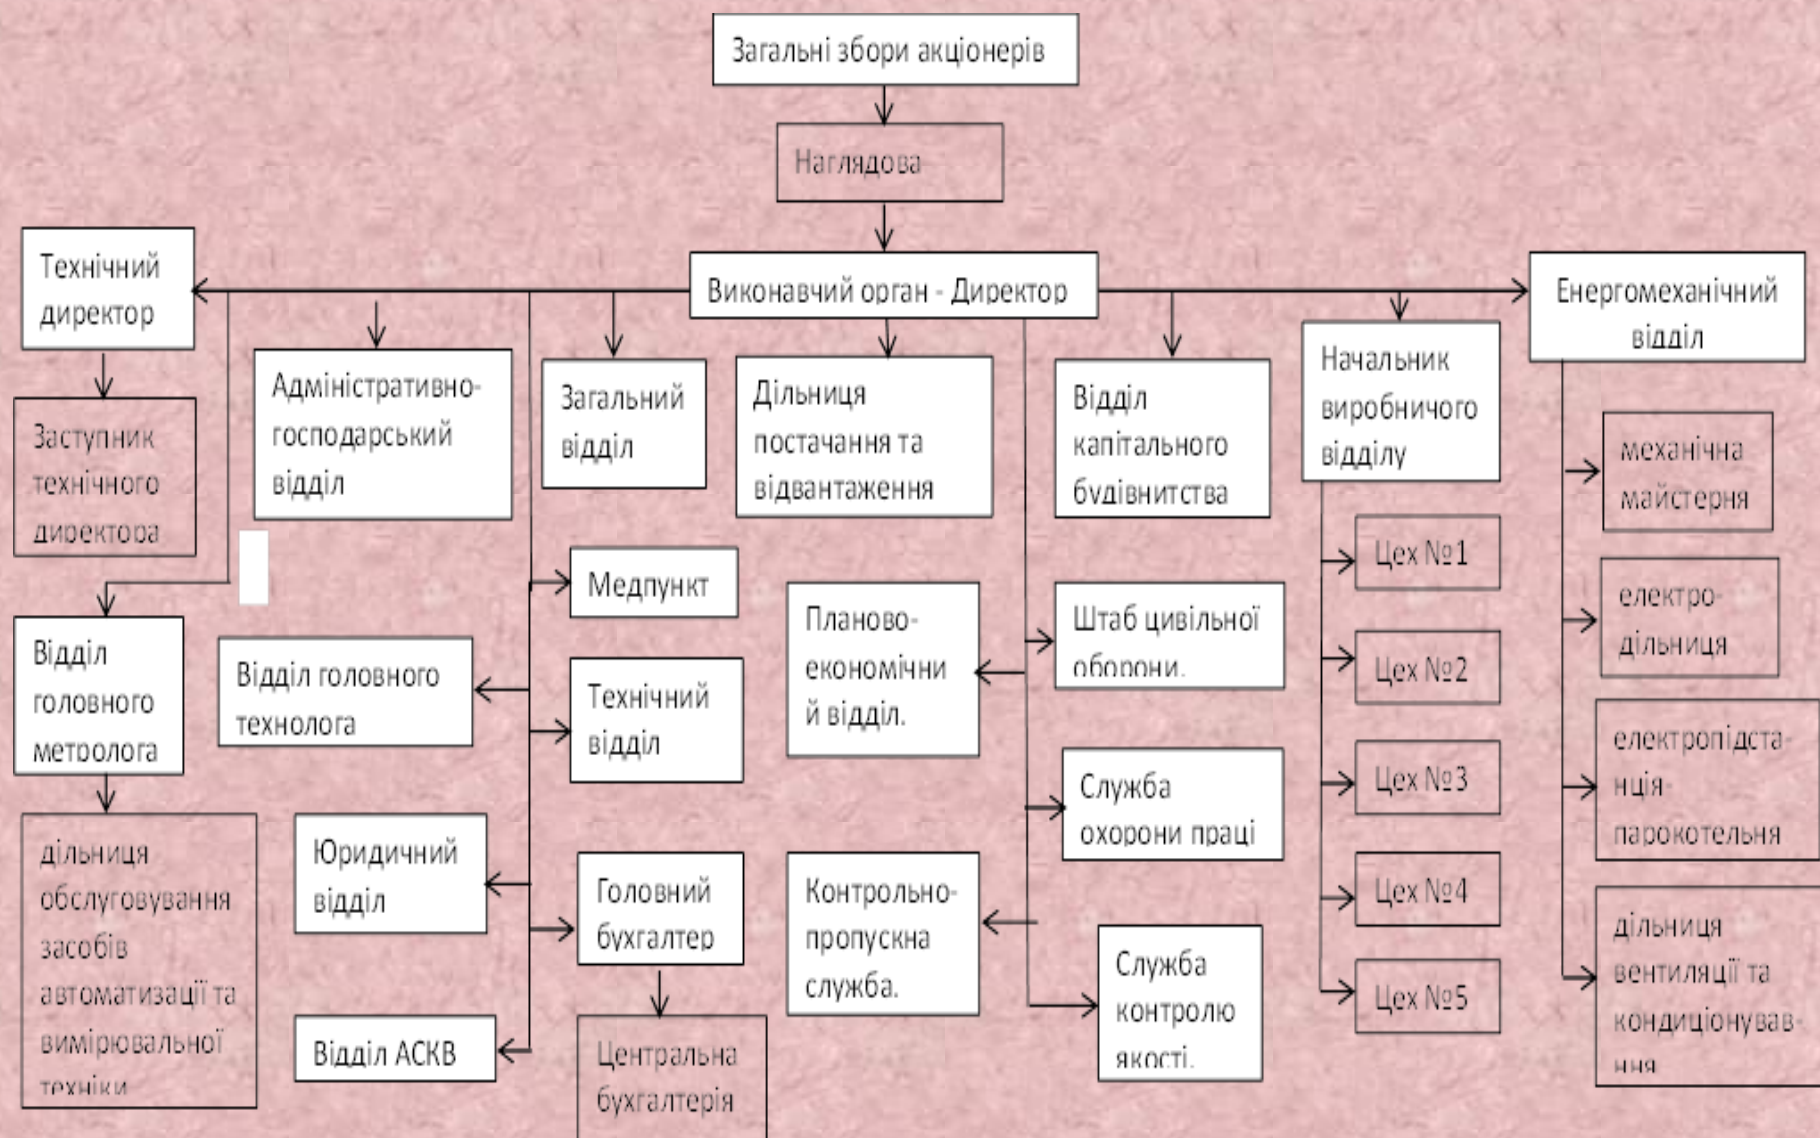 Загальні збори акціонерів
Наглядова
Виконавчий орган - Директор
Технічний
директор
Заступник
технічного
директора
Адміністративно-
господарський
відділ
Загальний
відділ
Дільниця
постачання та
відвантаження
Відділ
капітального
будівнитства
Начальник
виробничого
відділу
Енергомеханічний
відділ
Відділ
головного
метролога
дільниця
обслуговування
засобів
автоматизації та
вимірювальної
техніки
Відділ головного
технолога
Юридичний
відділ
Відділ АСКВ
Медпункт
Технічний
відділ
Головний
бухгалтер
Центральна
бухгалтерія
Планово-
економічни
й відділ.
Контрольно-
пропускна
служба.
Штаб цивільної
оборони.
Служба
охорони праці
Служба
контролю
якості.
Цех №1
Цех №2
Цех №3
Цех №4
Цех №5
механічна
майстерня
електро-
дільниця
електропідста-
нція-
парокотельня
дільниця
вентиляції та
кондиціонував-
ння